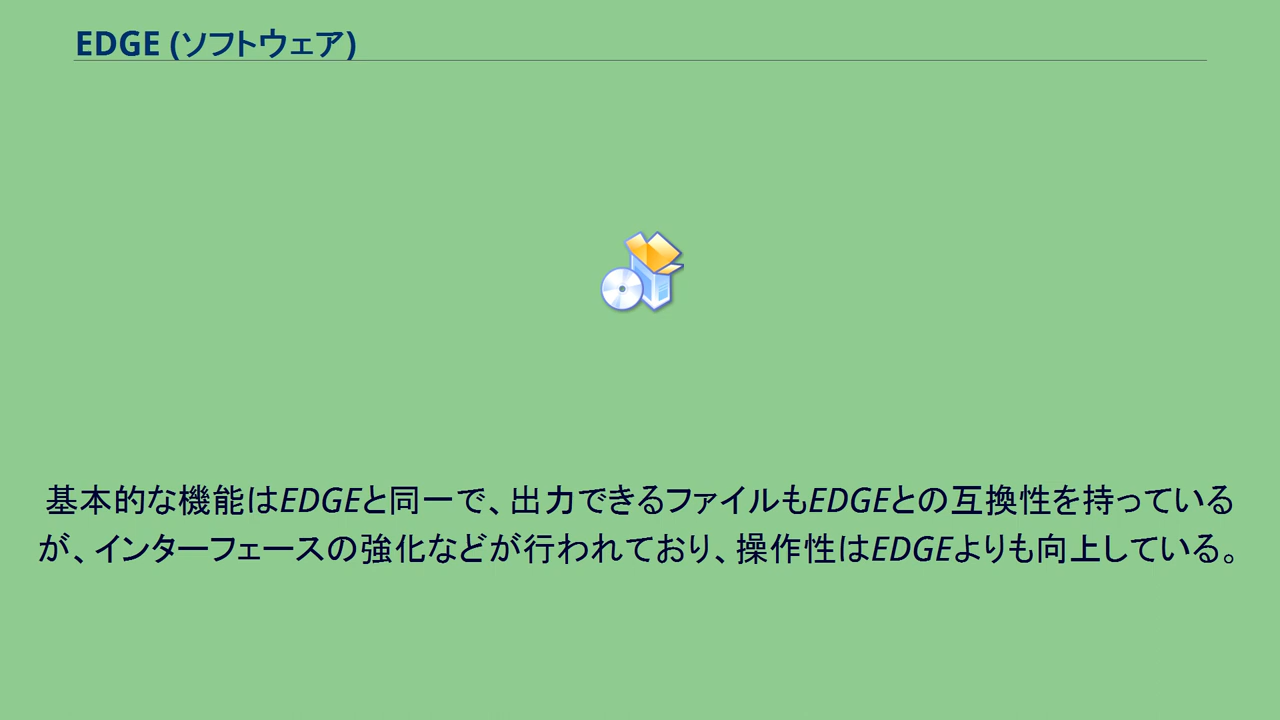 EDGE (ソフトウェア)
基本的な機能はEDGEと同一で、出力できるファイルもEDGEとの互換性を持っている
が、インターフェースの強化などが行われており、操作性はEDGEよりも向上している。